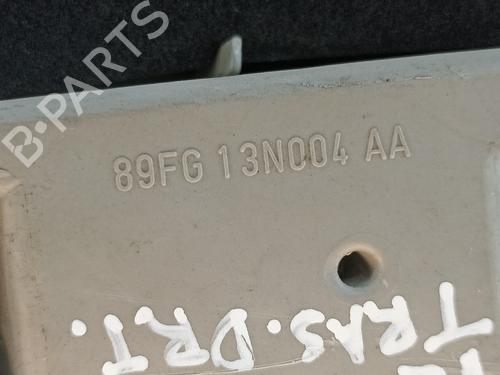 B-PARTS
89FG 13N004 AA
TRAS. DRT.